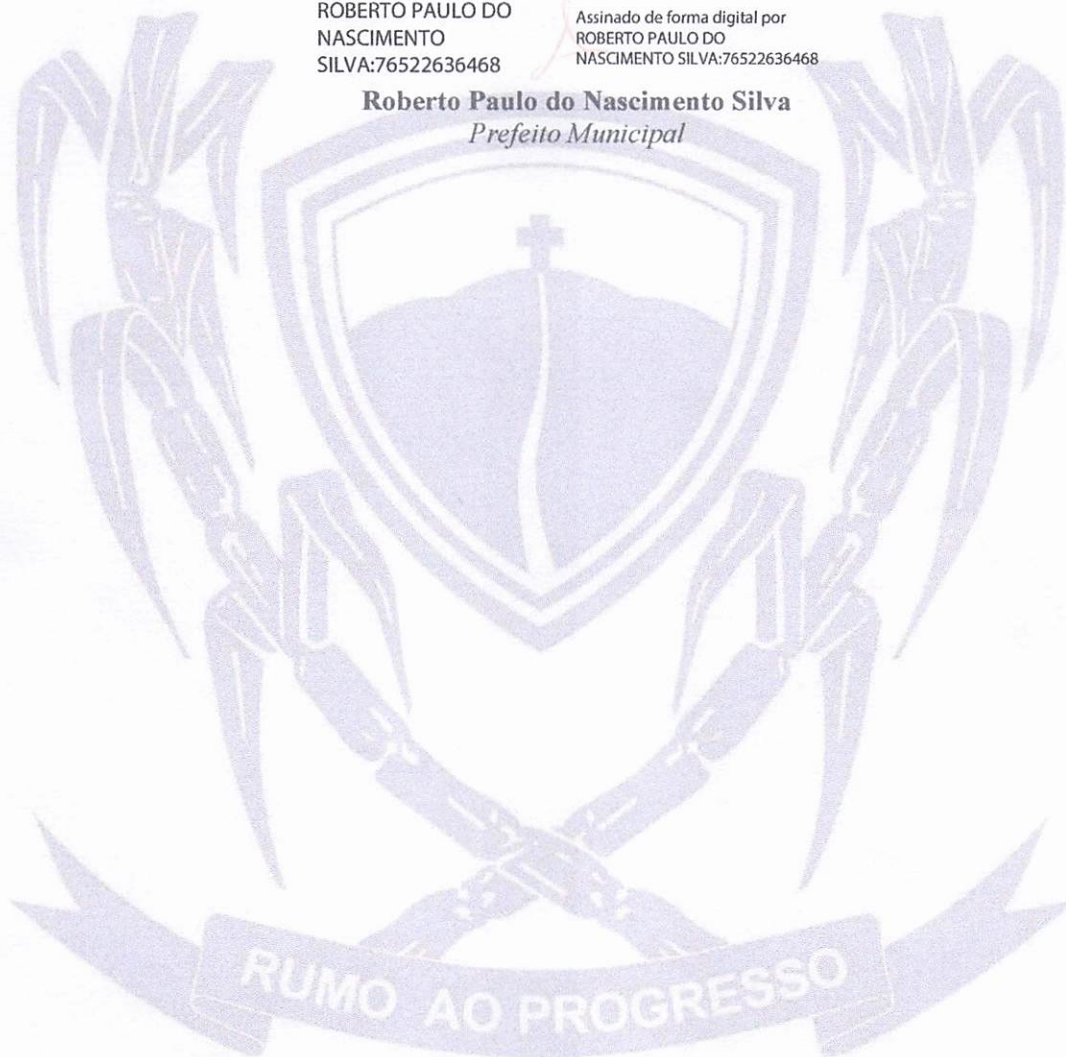 ROBERTO PAULO DO
NASCIMENTO
SILVA:76522636468
Assinado de forma digital por
ROBERTO PAULO DO
NASCIMENTO SILVA:76522636468
Roberto Paulo do Nascimento Silva
Prefeito Municipal
RUMO AO PROGRESSO